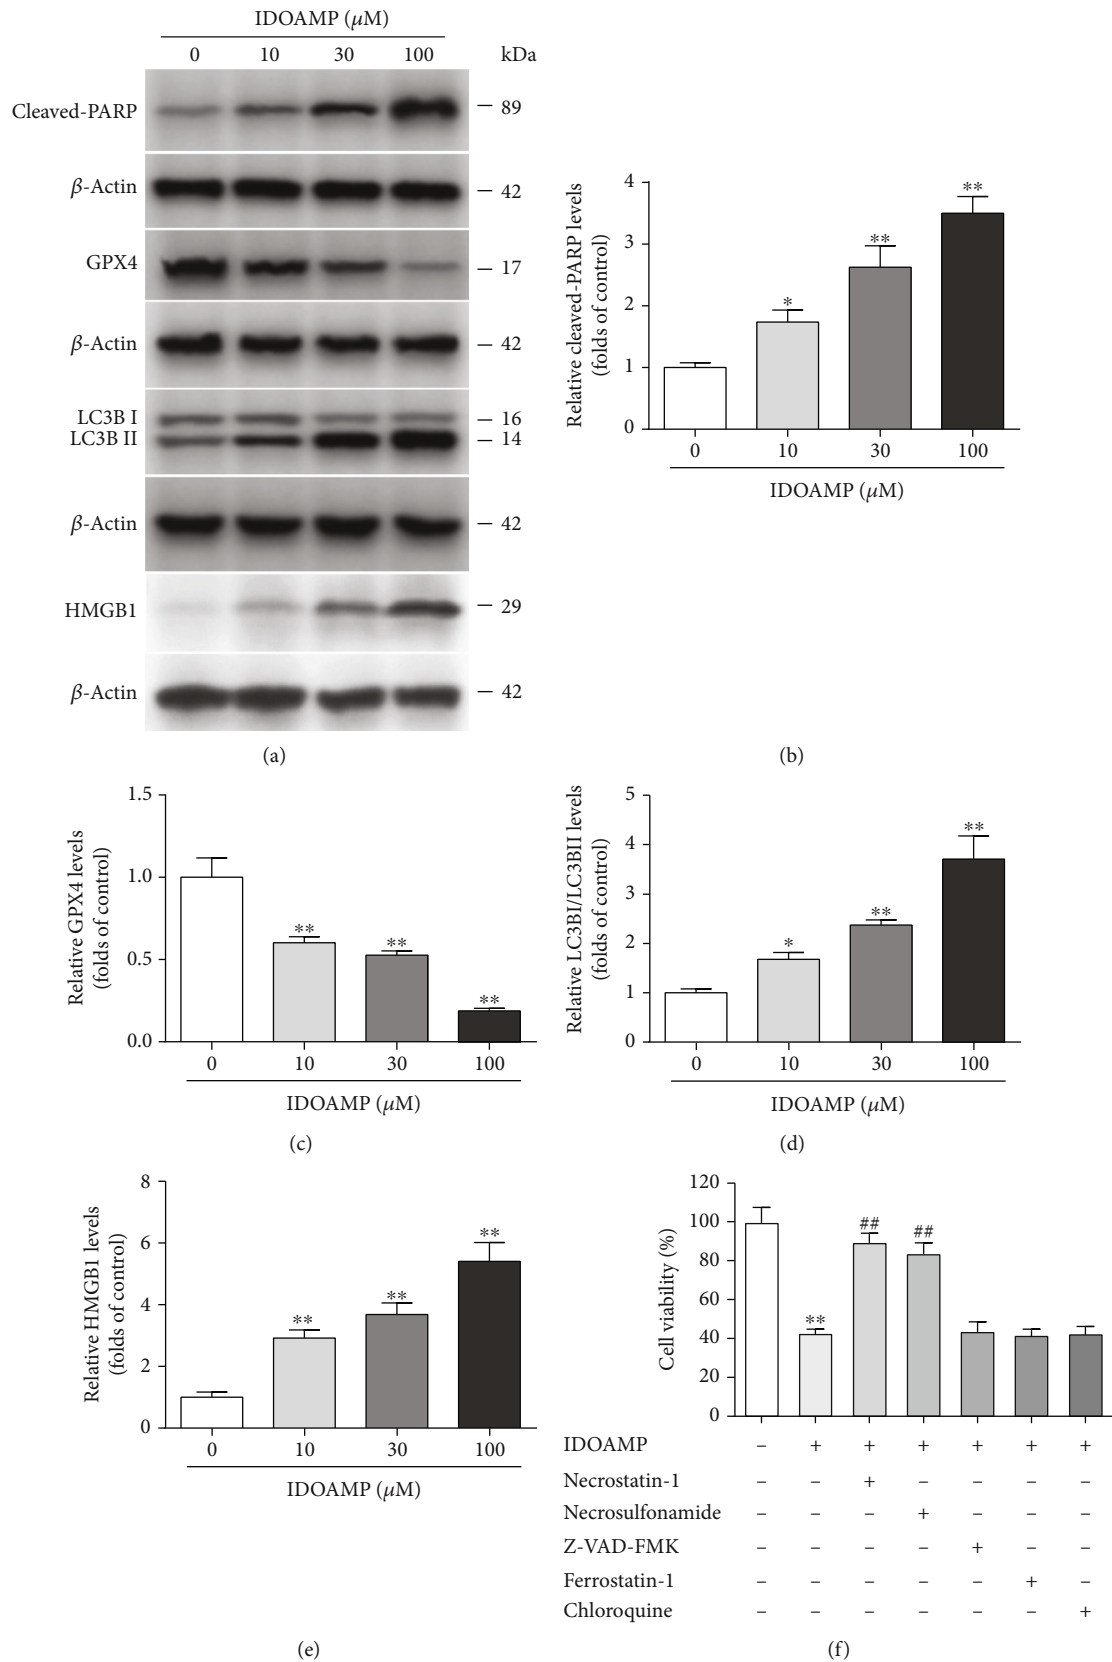 IDOAMP (μM)
0 10 30 100 kDa
Cleaved-PARP 89
β-Actin 42
GPX4 17
β-Actin 42
LC3B I 16
LC3B II 14
β-Actin 42
HMGB1 29
β-Actin 42
(a)
Relative cleaved-PARP levels
(folds of control)
4
3
2
1
0
*
**
**
0 10 30 100
IDOAMP (μM)
(b)
Relative GPX4 levels
(folds of control)
1.5
1.0
0.5
0.0
**
**
**
0 10 30 100
IDOAMP (μM)
(c)
Relative LC3BI/LC3BII levels
(folds of control)
5
4
3
2
1
0
*
**
**
0 10 30 100
IDOAMP (μM)
(d)
Relative HMGB1 levels
(folds of control)
8
6
4
2
0
**
**
**
0 10 30 100
IDOAMP (μM)
(e)
Cell viability (%)
120
100
80
60
40
20
0
**
##
##
IDOAMP – + + + + + +
Necrostatin-1 – – + – – – –
Necrosulfonamide – – – + – – –
Z-VAD-FMK – – – – + – –
Ferrostatin-1 – – – – – + –
Chloroquine – – – – – – +
(f)